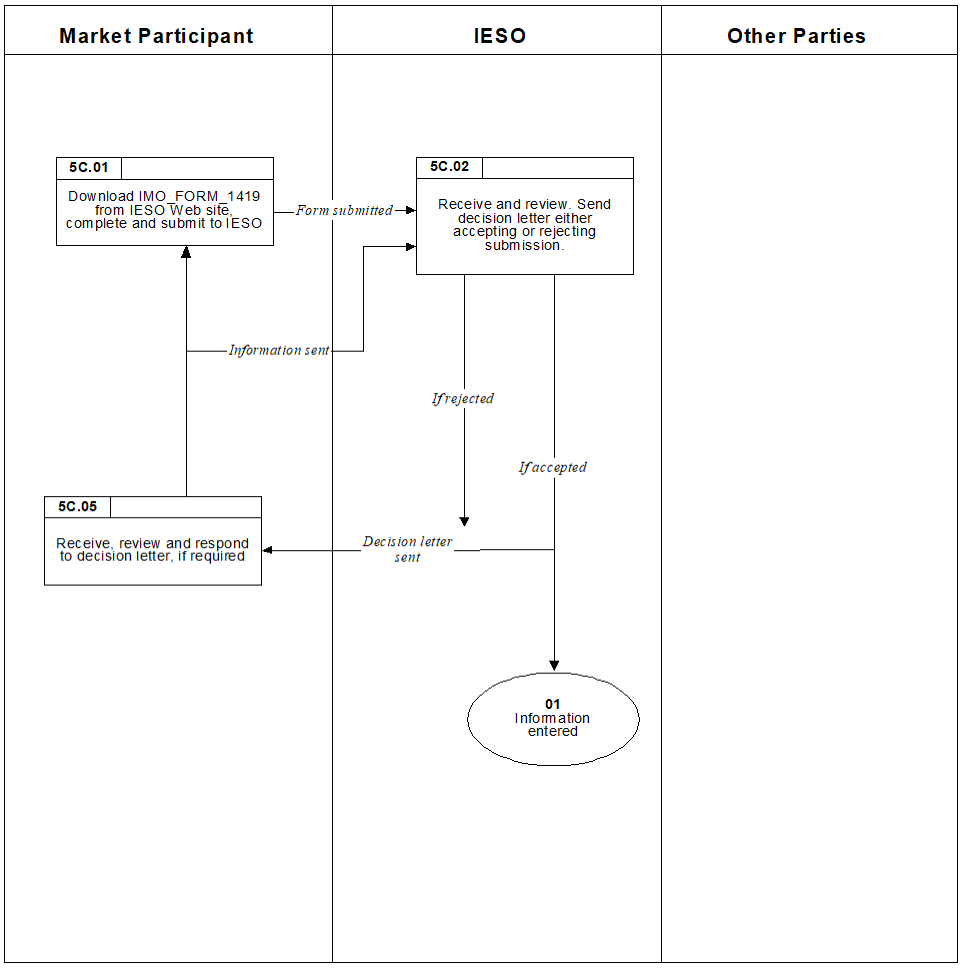 Market Participant
IESO
Other Parties
5C.01
Download IMO_FORM_1419
from IESO Web site,
complete and submit to IESO
Form submitted
5C.02
Receive and review. Send
decision letter either
accepting or rejecting
submission.
Information sent
If rejected
If accepted
5C.05
Receive, review and respond
to decision letter, if required
Decision letter
sent
01
Information
entered